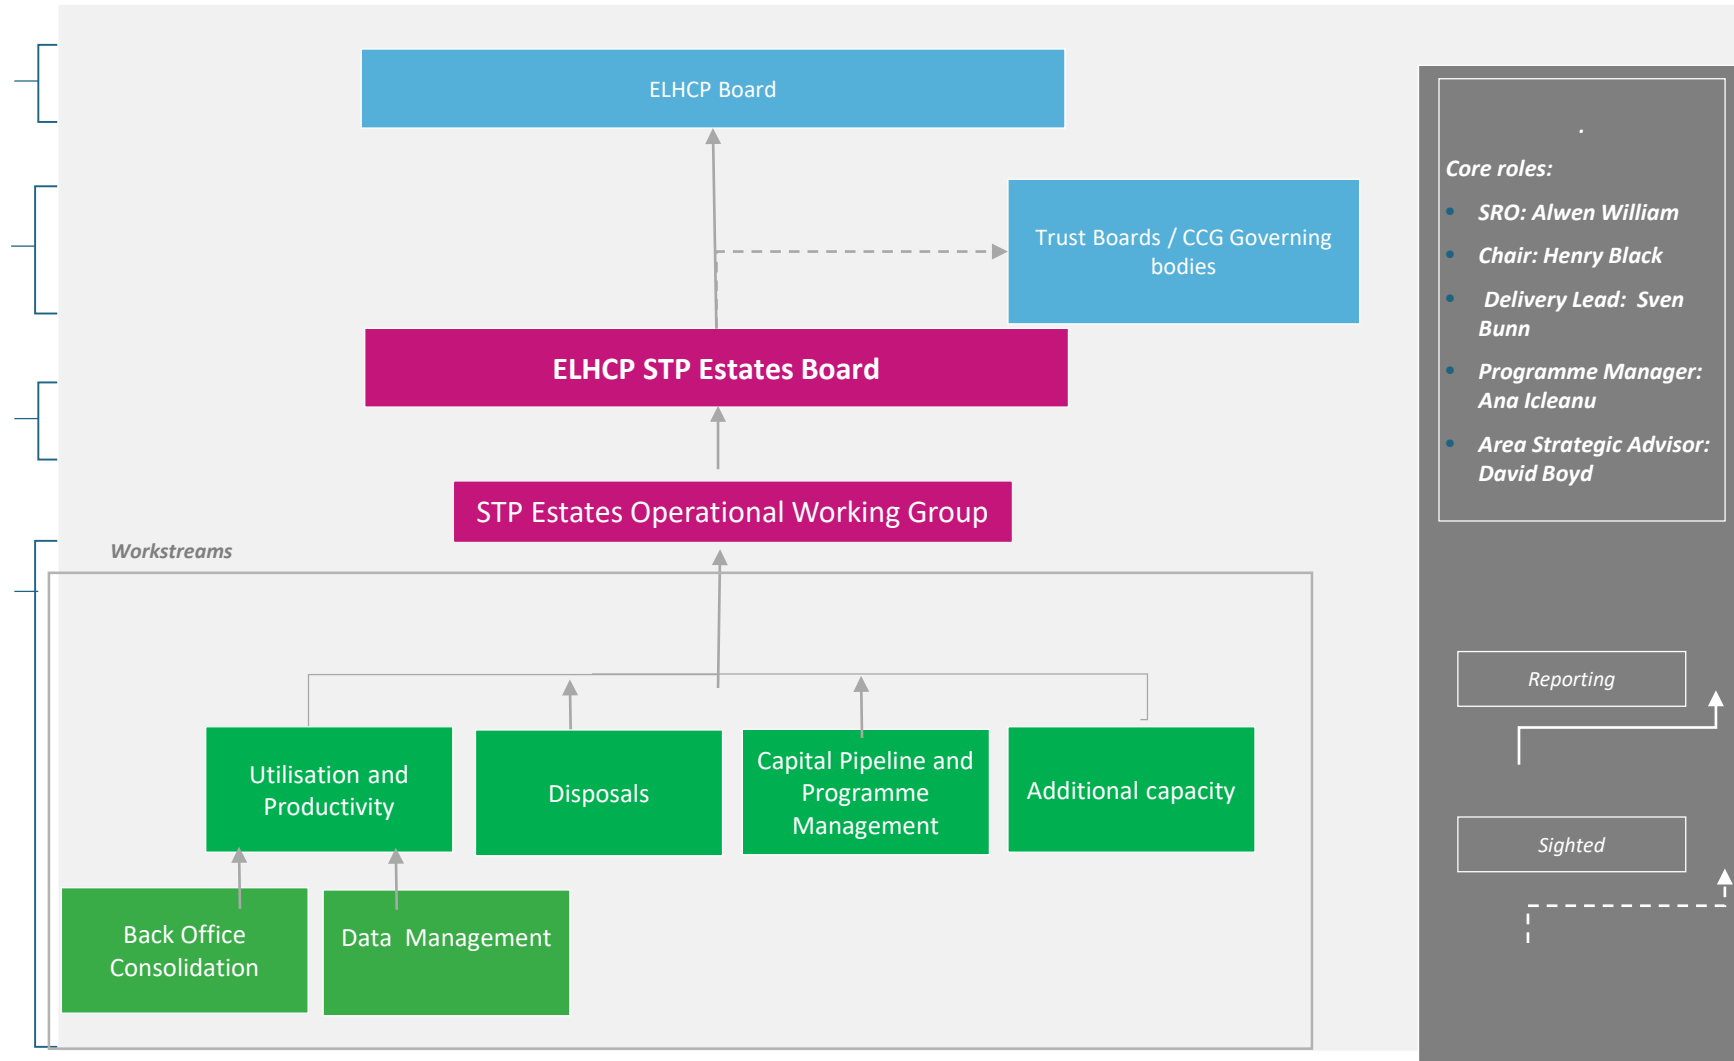 ELHCP Board
Trust Boards / CCG Governing
bodies
ELHCP STP Estates Board
STP Estates Operational Working Group
Workstreams
Utilisation and
Productivity
Disposals
Capital Pipeline and
Programme
Management
Additional capacity
Back Office
Consolidation
Data  Management
.
Core roles:
• SRO: Alwen William
• Chair: Henry Black
• Delivery Lead:  Sven
Bunn
• Programme Manager:
Ana Icleanu
• Area Strategic Advisor:
David Boyd
Reporting
Sighted